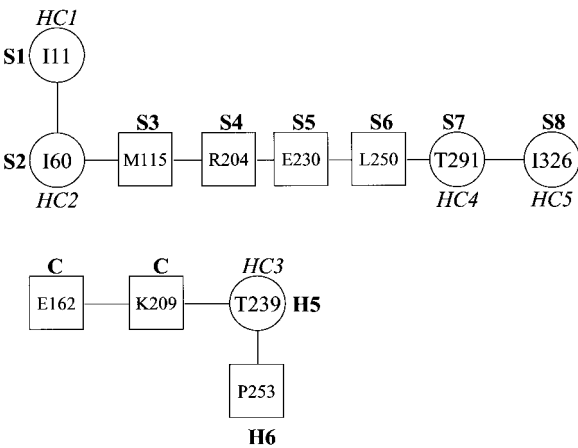 HC1
S1 I11
S3 S4 S5 S6 S7 S8
S2 I60 M115 R204 E230 L250 T291 I326
HC2 HC4 HC5
C C HC3
E162 K209 T239 H5
P253
H6